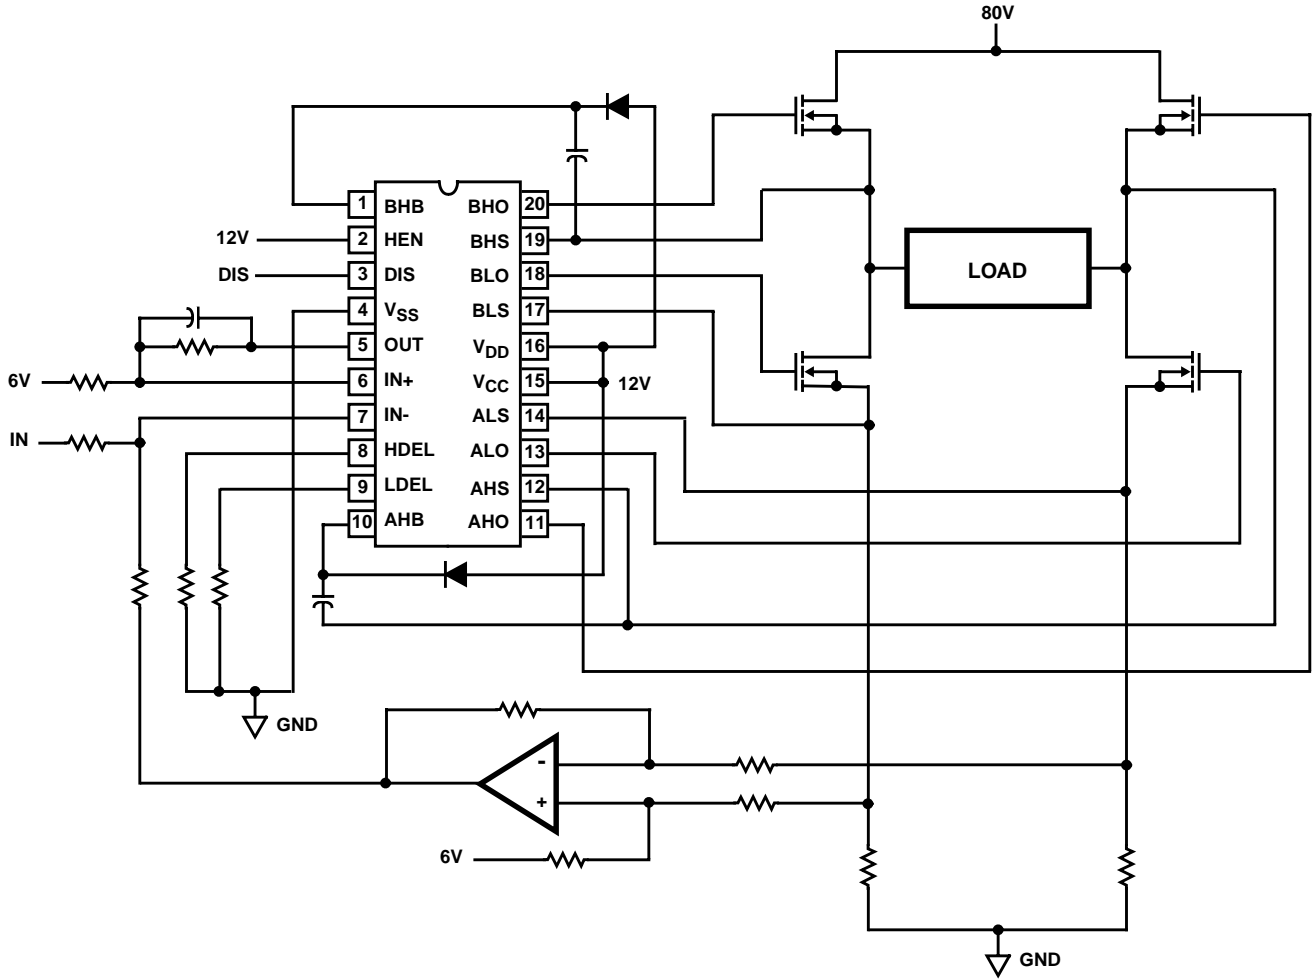 80V
1 BHB BHO 20
12V 2 HEN BHS 19
DIS 3 DIS BLO 18
LOAD
4 VSS BLS 17
5 OUT VDD 16
6V 6 IN+ VCC 15 12V
7 IN- ALS 14
IN
8 HDEL ALO 13
9 LDEL AHS 12
10 AHB AHO 11
GND
-
+
6V
GND